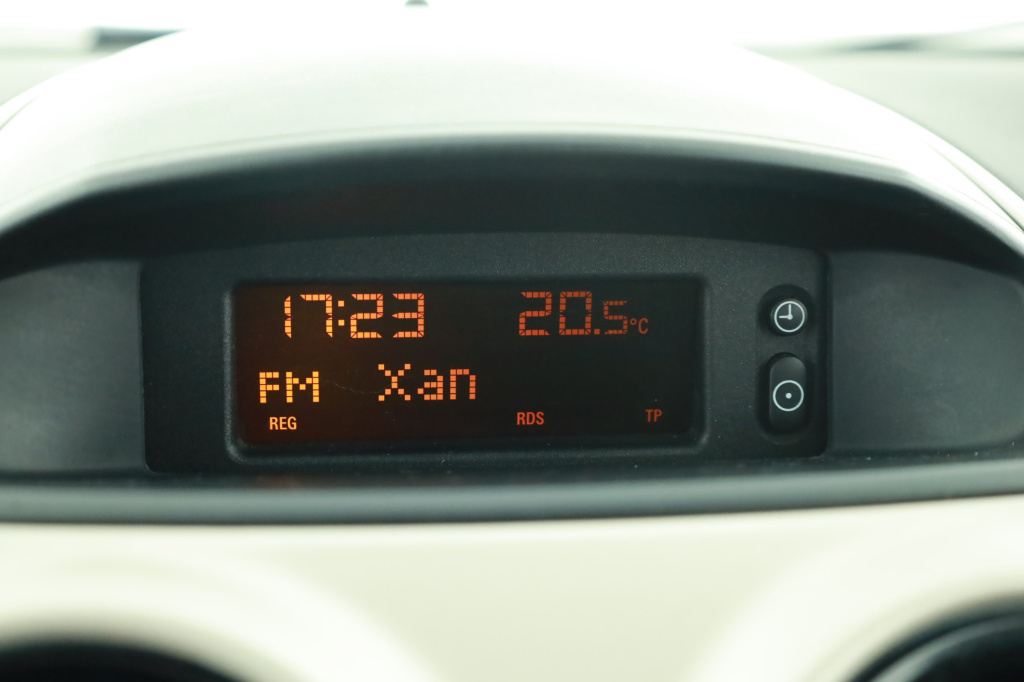 17:23 20.5°C
FM Xan
REG RDS TP